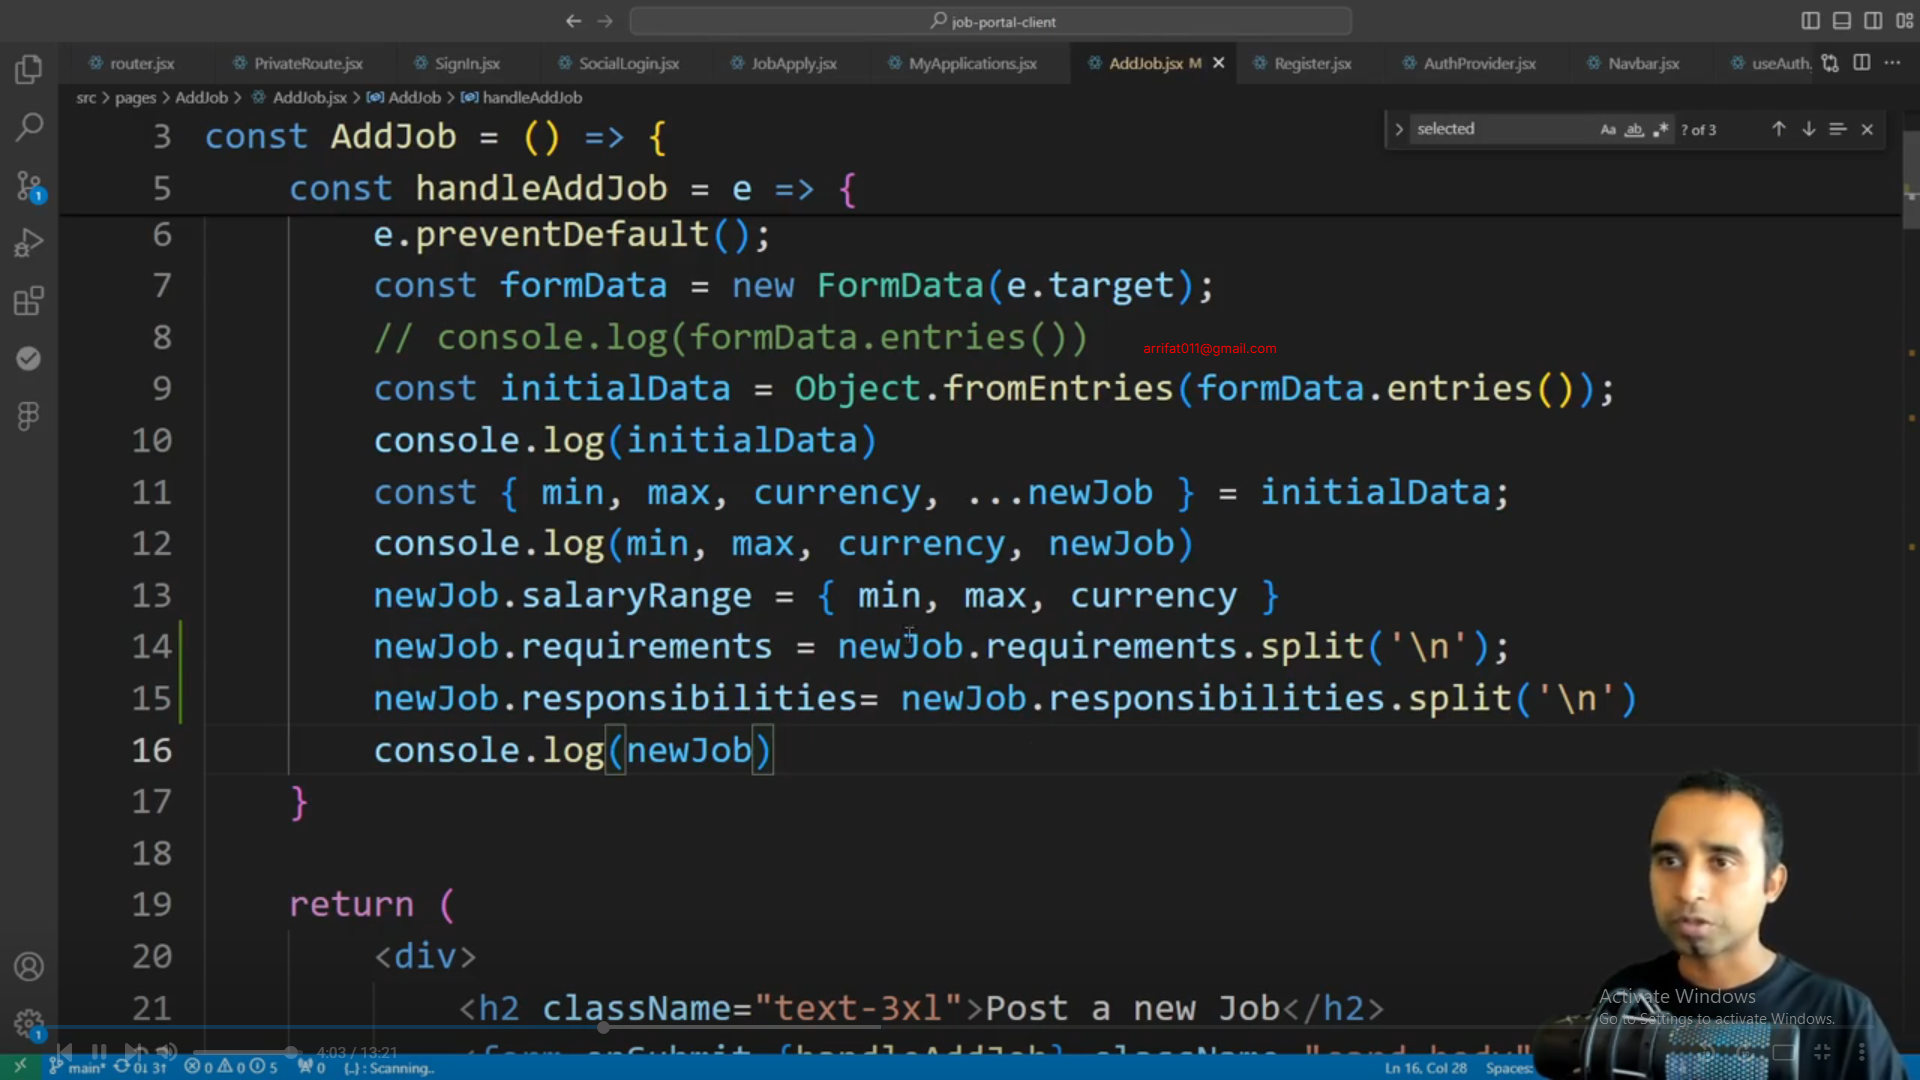 job-portal-client
router.jsx PrivateRoute.jsx SignIn.jsx SocialLogin.jsx JobApply.jsx MyApplications.jsx AddJob.jsx M Register.jsx AuthProvider.jsx Navbar.jsx useAuth.
src > pages > AddJob > AddJob.jsx > AddJob > handleAddJob
selected Aa ab ? of 3
3 const AddJob = () => {
5 const handleAddJob = e => {
6 e.preventDefault();
7 const formData = new FormData(e.target);
8 // console.log(formData.entries())
arrifat011@gmail.com
9 const initialData = Object.fromEntries(formData.entries());
10 console.log(initialData)
11 const { min, max, currency, ...newJob } = initialData;
12 console.log(min, max, currency, newJob)
13 newJob.salaryRange = { min, max, currency }
14 newJob.requirements = newJob.requirements.split('\n');
15 newJob.responsibilities= newJob.responsibilities.split('\n')
16 console.log(newJob)
17 }
18
19 return (
20 <div>
21 <h2 className="text-3xl">Post a new Job</h2>
Activate Windows
Go to Settings to activate Windows.
<form onSubmit={handleAddJob} className="card-body"
4:03 / 13:21
main* 0↓ 3↑ 0 0 5 0 {..} : Scanning.. Ln 16, Col 28 Spaces: